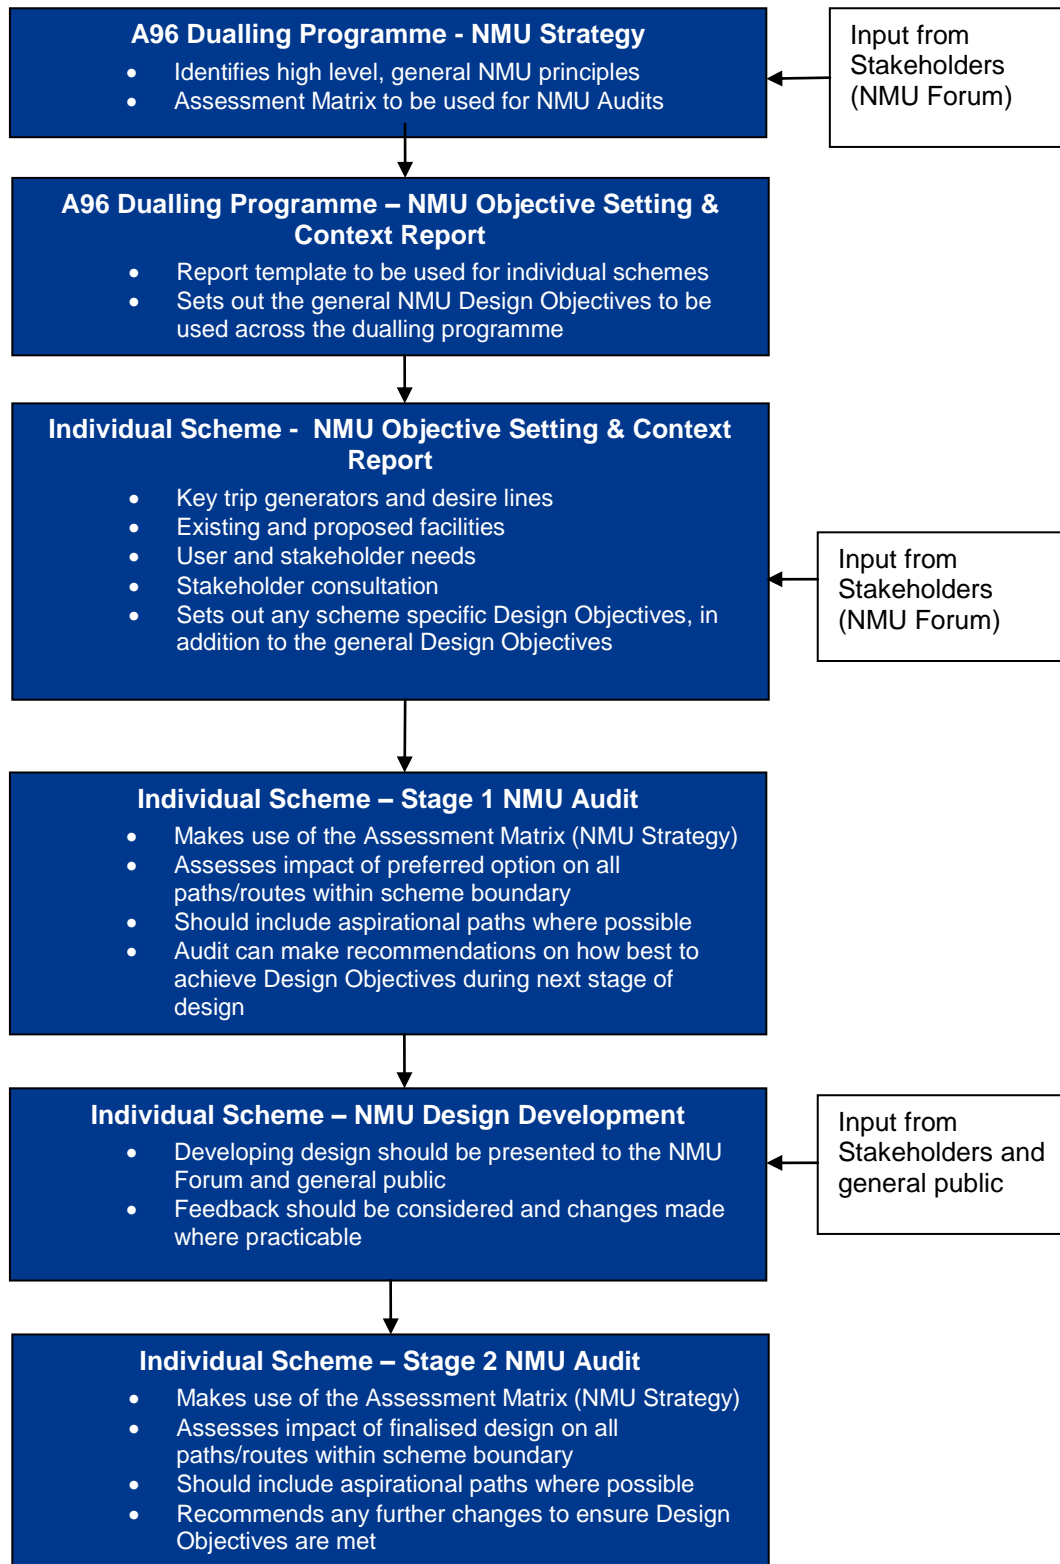 A96 Dualling Programme - NMU Strategy
• Identifies high level, general NMU principles
• Assessment Matrix to be used for NMU Audits
Input from
Stakeholders
(NMU Forum)
A96 Dualling Programme – NMU Objective Setting &
Context Report
• Report template to be used for individual schemes
• Sets out the general NMU Design Objectives to be
used across the dualling programme
Individual Scheme -  NMU Objective Setting & Context
Report
• Key trip generators and desire lines
• Existing and proposed facilities
• User and stakeholder needs
• Stakeholder consultation
• Sets out any scheme specific Design Objectives, in
addition to the general Design Objectives
Input from
Stakeholders
(NMU Forum)
Individual Scheme – Stage 1 NMU Audit
• Makes use of the Assessment Matrix (NMU Strategy)
• Assesses impact of preferred option on all
paths/routes within scheme boundary
• Should include aspirational paths where possible
• Audit can make recommendations on how best to
achieve Design Objectives during next stage of
design
Individual Scheme – NMU Design Development
• Developing design should be presented to the NMU
Forum and general public
• Feedback should be considered and changes made
where practicable
Input from
Stakeholders and
general public
Individual Scheme – Stage 2 NMU Audit
• Makes use of the Assessment Matrix (NMU Strategy)
• Assesses impact of finalised design on all
paths/routes within scheme boundary
• Should include aspirational paths where possible
• Recommends any further changes to ensure Design
Objectives are met